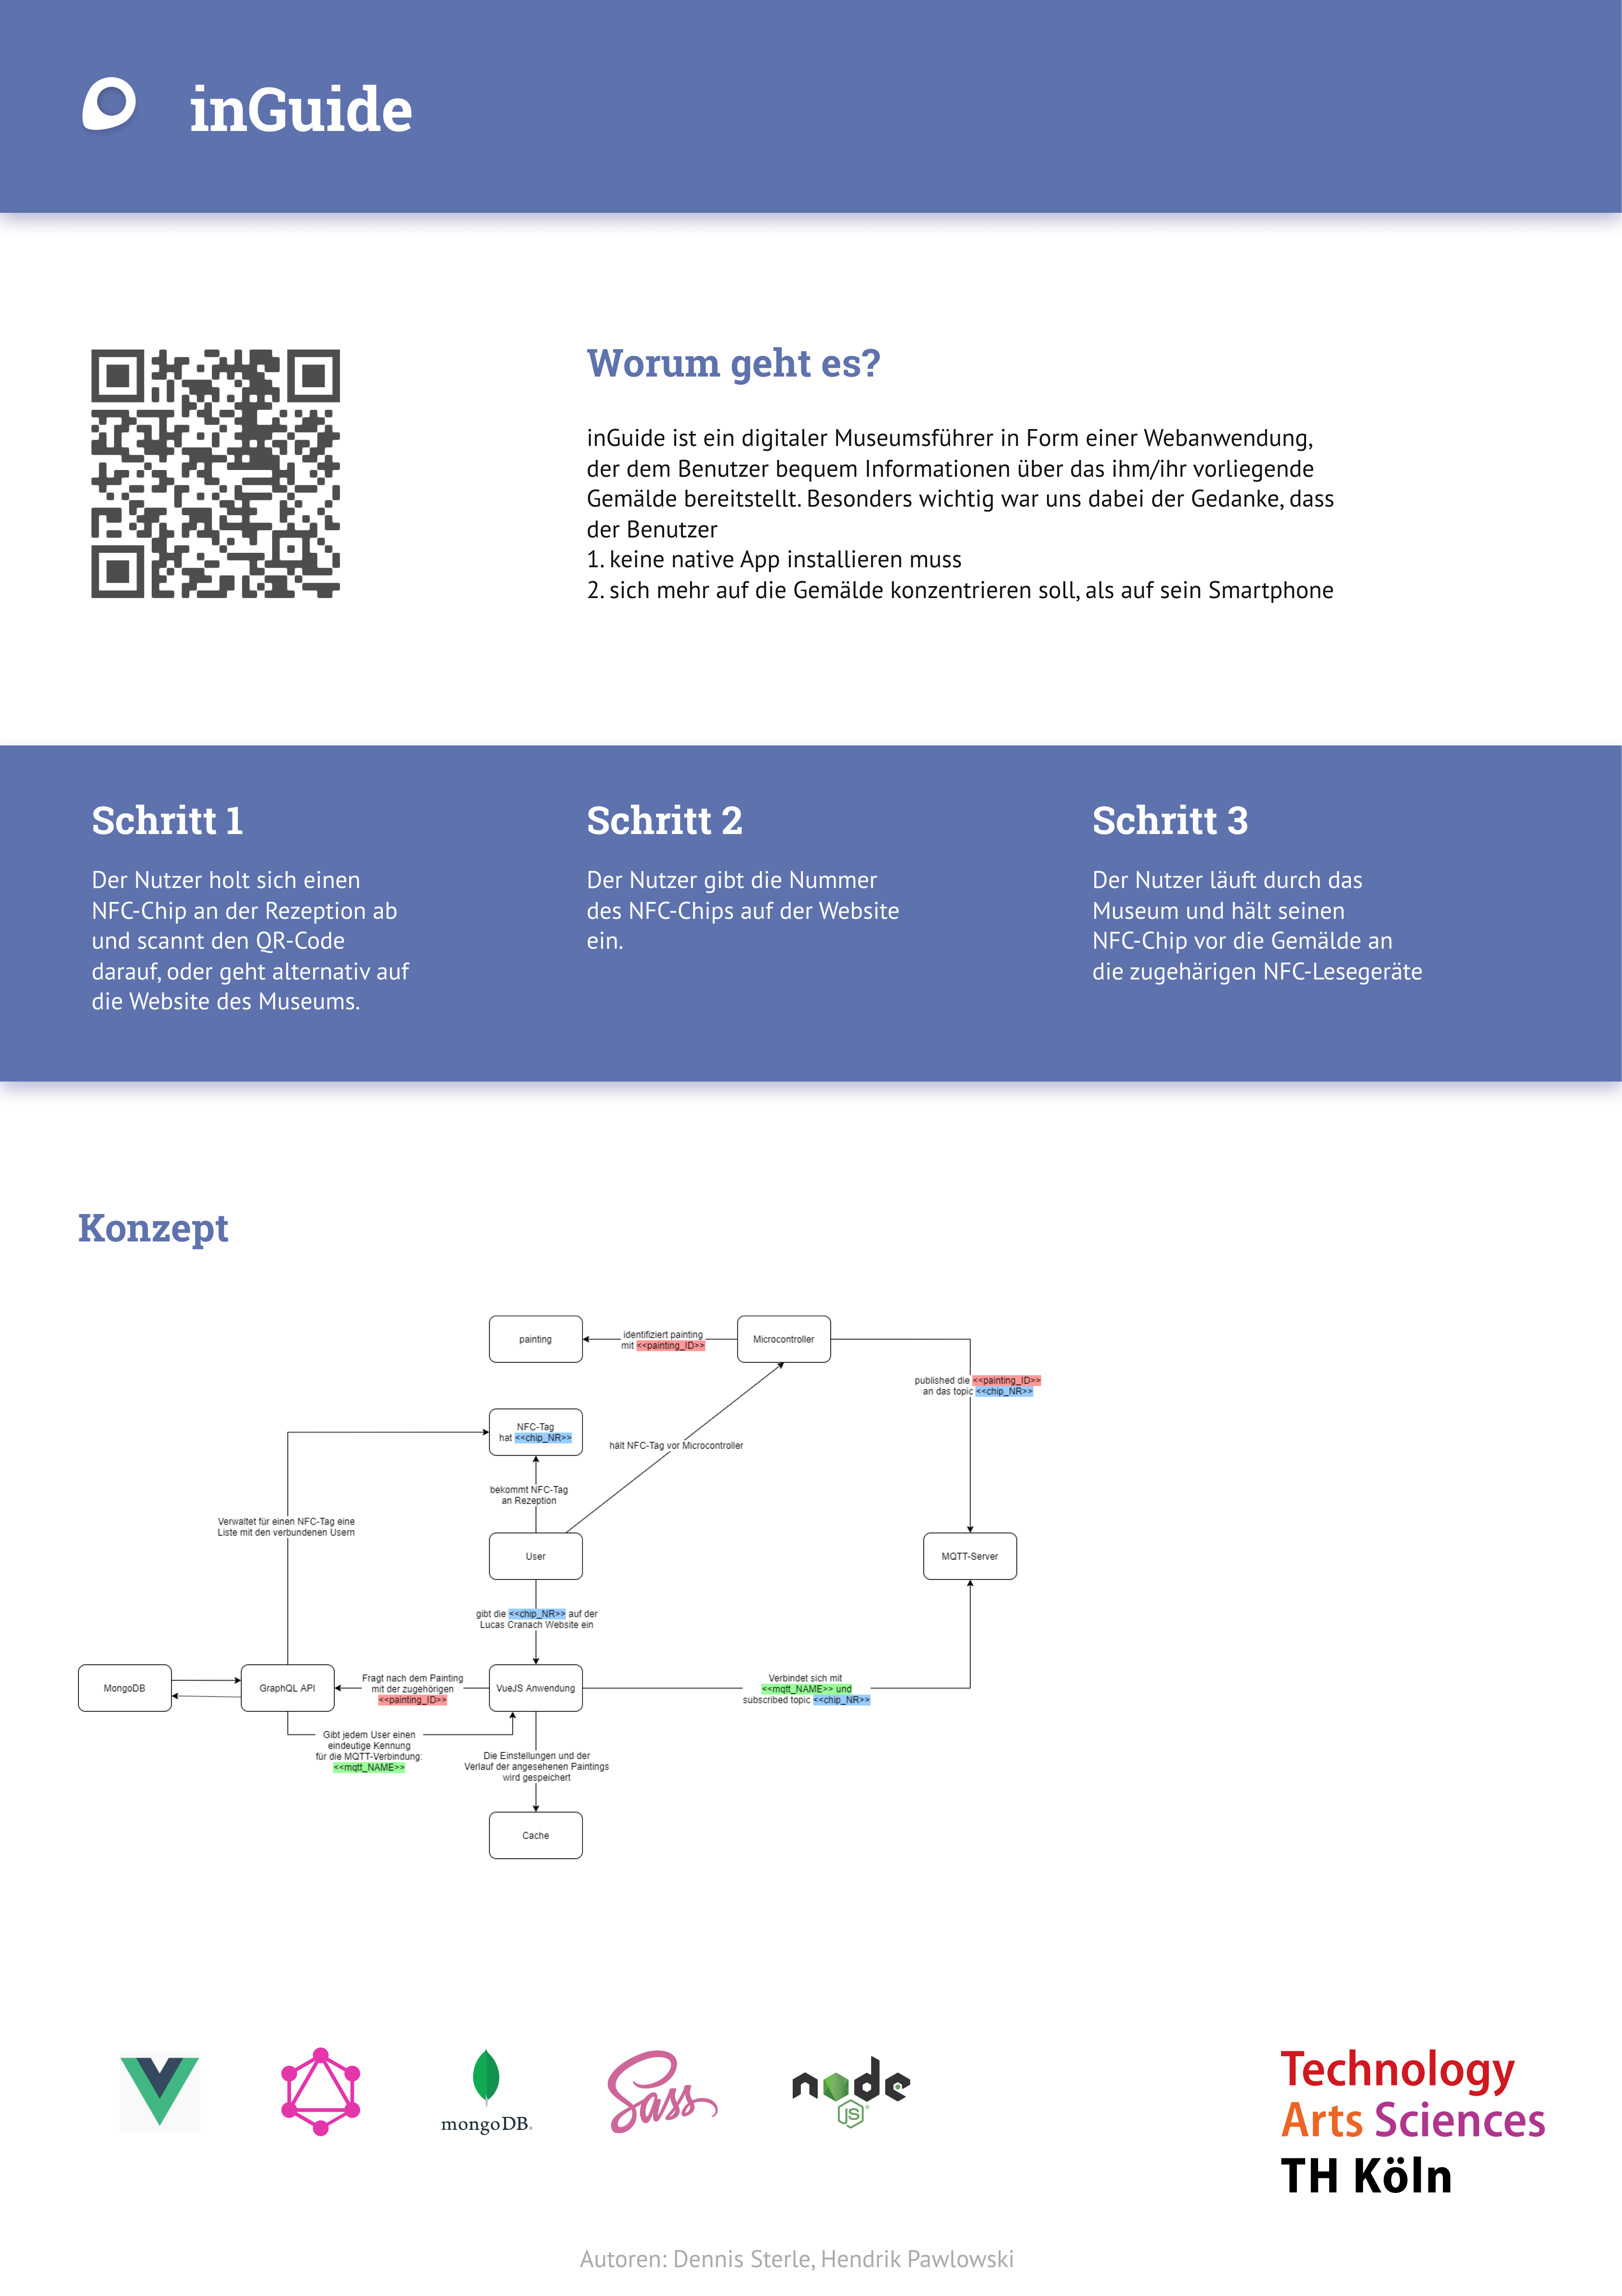 inGuide
Worum geht es?
inGuide ist ein digitaler Museumsführer in Form einer Webanwendung,
der dem Benutzer bequem Informationen über das ihm/ihr vorliegende
Gemälde bereitstellt. Besonders wichtig war uns dabei der Gedanke, dass
der Benutzer
1. keine native App installieren muss
2. sich mehr auf die Gemälde konzentrieren soll, als auf sein Smartphone
Schritt 1
Der Nutzer holt sich einen
NFC-Chip an der Rezeption ab
und scannt den QR-Code
darauf, oder geht alternativ auf
die Website des Museums.
Schritt 2
Der Nutzer gibt die Nummer
des NFC-Chips auf der Website
ein.
Schritt 3
Der Nutzer läuft durch das
Museum und hält seinen
NFC-Chip vor die Gemälde an
die zugehärigen NFC-Lesegeräte
Konzept
painting
identifiziert painting
mit <<painting_ID>>
Microcontroller
published die <<painting_ID>>
an das topic <<chip_NR>>
NFC-Tag
hat <<chip_NR>>
hält NFC-Tag vor Microcontroller
bekommt NFC-Tag
an Rezeption
Verwaltet für einen NFC-Tag eine
Liste mit den verbundenen Usern
User
MQTT-Server
gibt die <<chip_NR>> auf der
Lucas Cranach Website ein
MongoDB
GraphQL API
Fragt nach dem Painting
mit der zugehörigen
<<painting_ID>>
VueJS Anwendung
Verbindet sich mit
<<mqtt_NAME>> und
subscribed topic <<chip_NR>>
Gibt jedem User einen
eindeutige Kennung
für die MQTT-Verbindung:
<<mqtt_NAME>>
Die Einstellungen und der
Verlauf der angesehenen Paintings
wird gespeichert
Cache
mongoDB.
Sass
node
JS
Technology
Arts Sciences
TH Köln
Autoren: Dennis Sterle, Hendrik Pawlowski